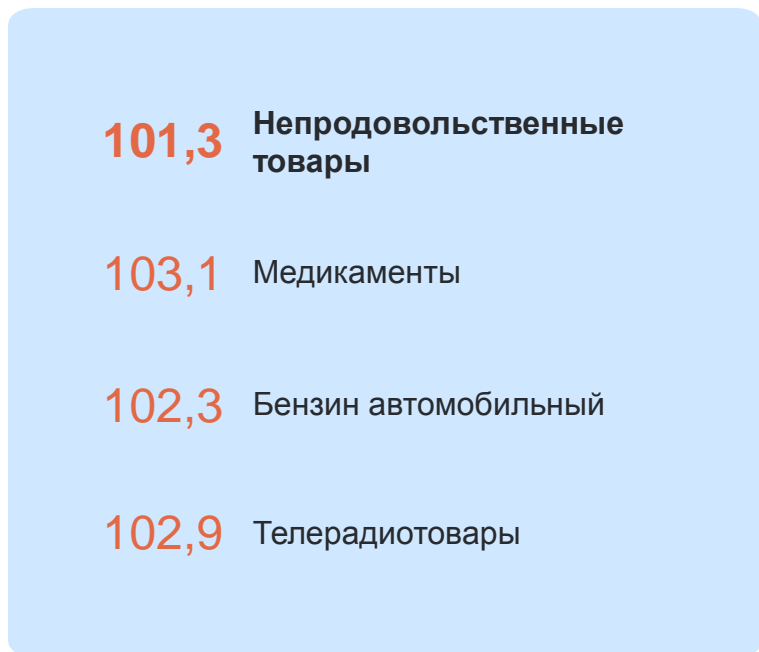 101,3 Непродовольственные
товары
103,1 Медикаменты
102,3 Бензин автомобильный
102,9 Телерадиотовары